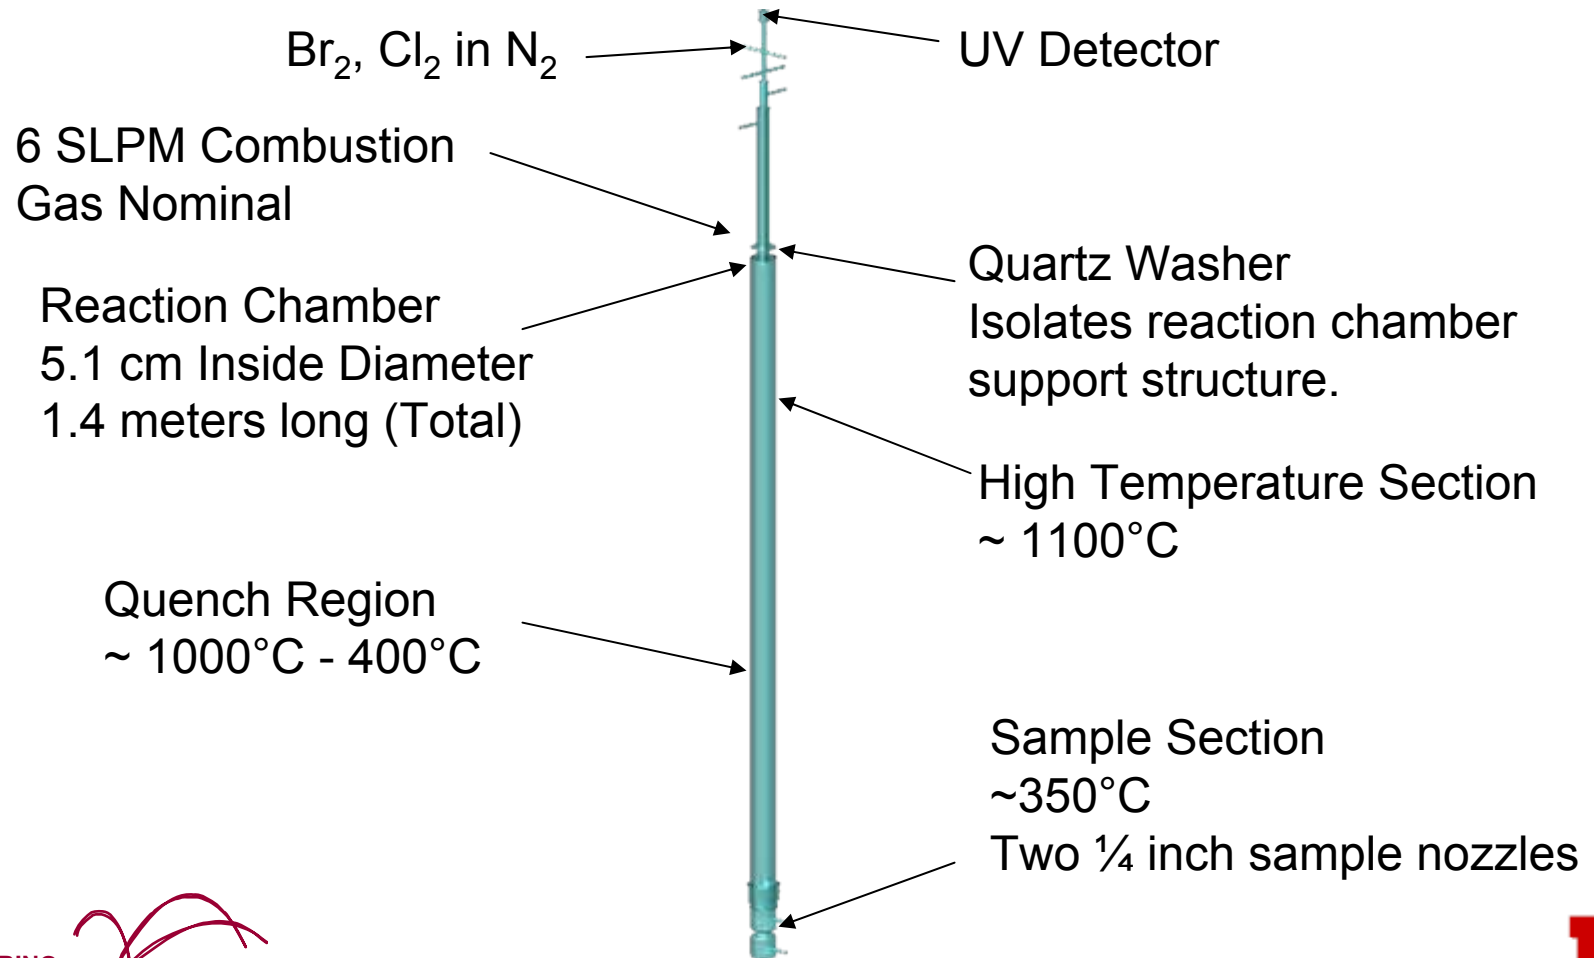 Br₂, Cl₂ in N₂
UV Detector
6 SLPM Combustion
Gas Nominal
Reaction Chamber
5.1 cm Inside Diameter
1.4 meters long (Total)
Quartz Washer
Isolates reaction chamber
support structure.
High Temperature Section
~ 1100°C
Quench Region
~ 1000°C - 400°C
Sample Section
~350°C
Two ¼ inch sample nozzles